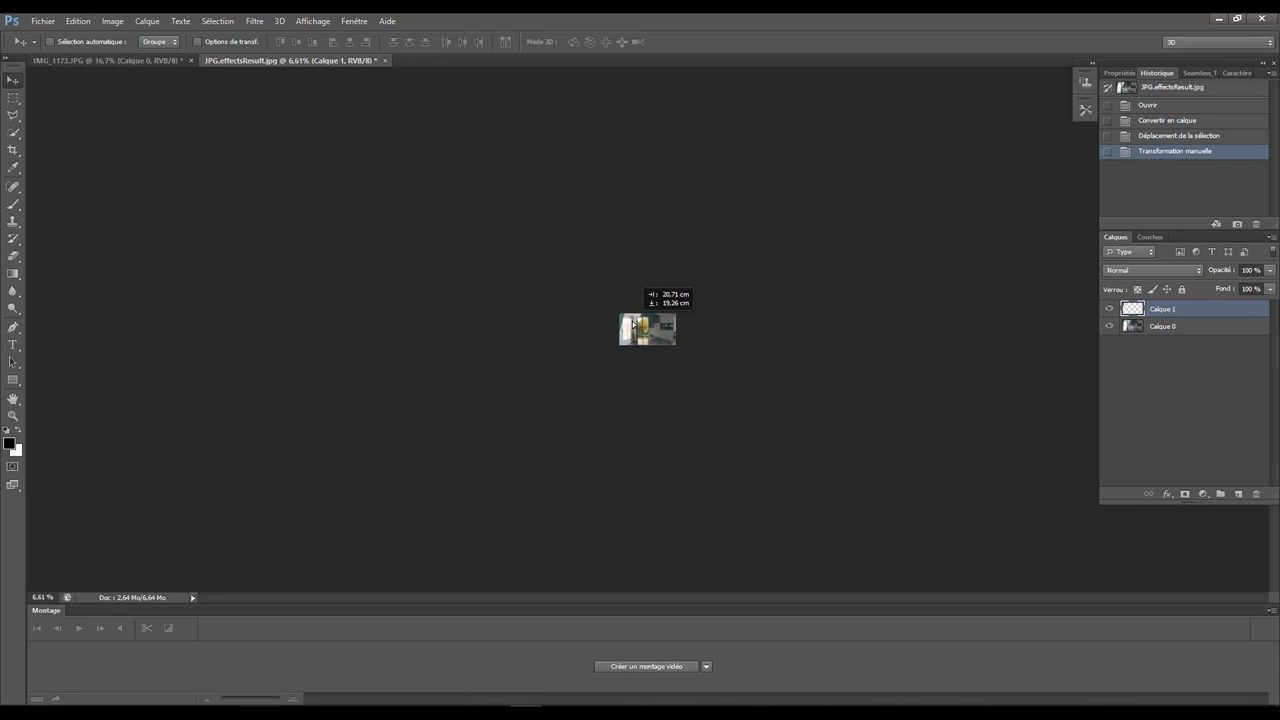 Ps Fichier Edition Image Calque Texte Sélection Filtre 3D Affichage Fenêtre Aide
Sélection automatique : Groupe Options de transf. Mode 3D : 3D
IMG_1173.JPG @ 16,7% (Calque 0, RVB/8) * × JPG.effectsResult.jpg @ 6,61% (Calque 1, RVB/8) * ×
Propriétés Historique Seamless_T Caractère
JPG.effectsResult.jpg
Ouvrir
Convertir en calque
Déplacement de la sélection
Transformation manuelle
Calques Couches
Type
Normal Opacité : 100 %
Verrou : Fond : 100 %
Calque 1
Calque 0
20,71 cm
19,26 cm
6,61 % Doc : 2,64 Mo/6,64 Mo
Montage
Créer un montage vidéo